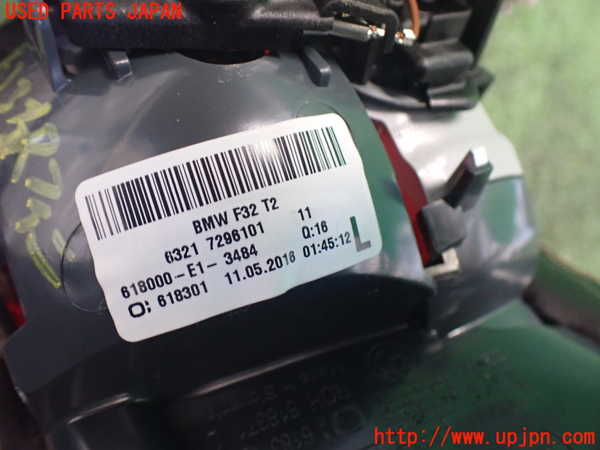 USED PARTS JAPAN
BMW F32 T2
6321 7296101 11
618000-E1-3484 Q:16
O; 618301 11.05.2016 01:45:12 L
http://www.upjpn.com/